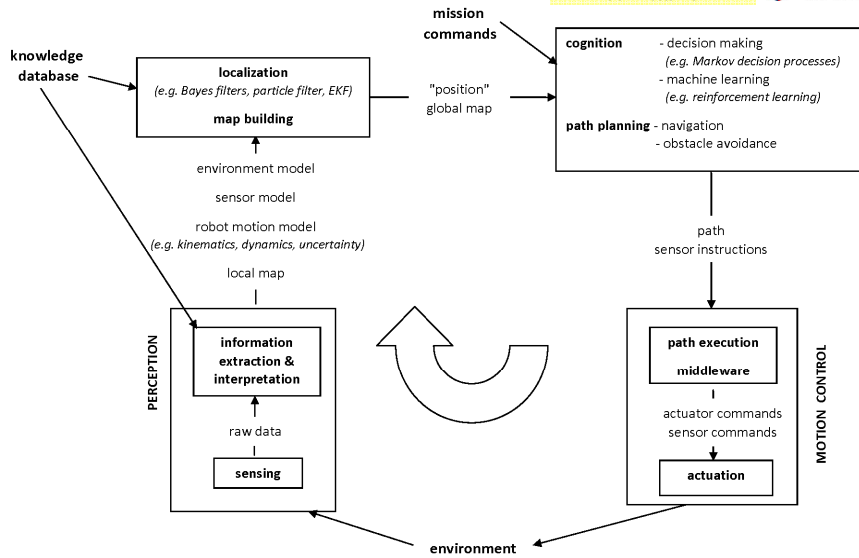 mission
commands
knowledge
database
localization
(e.g. Bayes filters, particle filter, EKF)
map building
"position"
global map
cognition - decision making
(e.g. Markov decision processes)
- machine learning
(e.g. reinforcement learning)
path planning - navigation
- obstacle avoidance
environment model
sensor model
robot motion model
(e.g. kinematics, dynamics, uncertainty)
local map
path
sensor instructions
PERCEPTION
information
extraction &
interpretation
raw data
sensing
path execution
middleware
actuator commands
sensor commands
actuation
MOTION CONTROL
environment